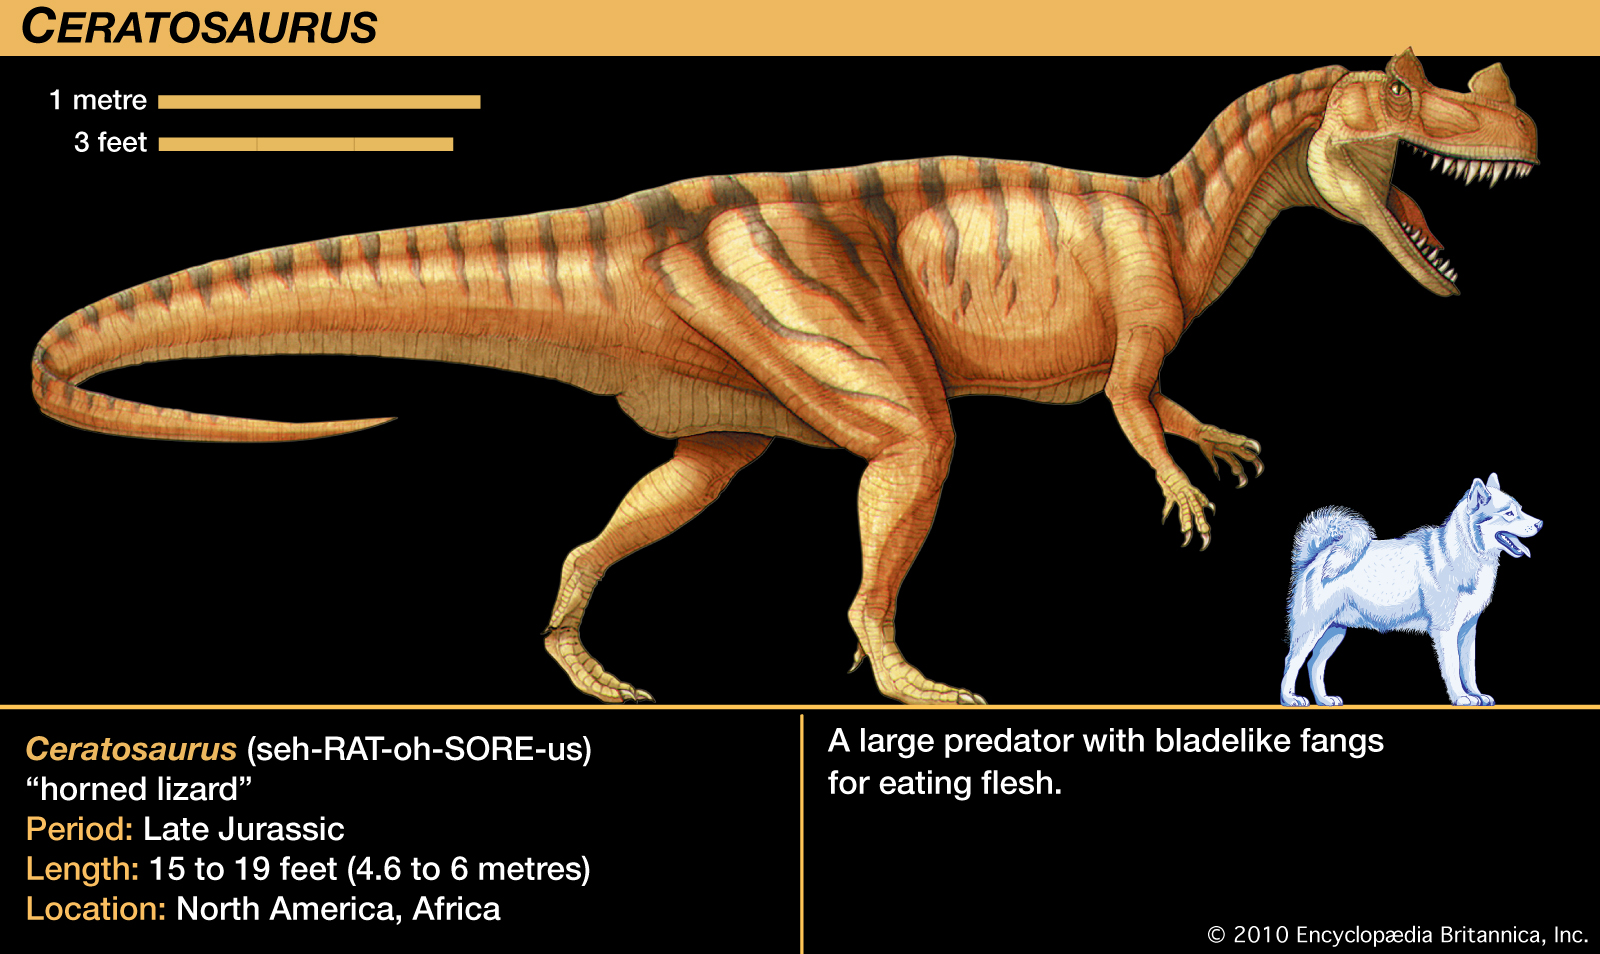 CERATOSAURUS
1 metre
3 feet
Ceratosaurus (seh-RAT-oh-SORE-us)
“horned lizard”
Period: Late Jurassic
Length: 15 to 19 feet (4.6 to 6 metres)
Location: North America, Africa
A large predator with bladelike fangs
for eating flesh.
© 2010 Encyclopædia Britannica, Inc.